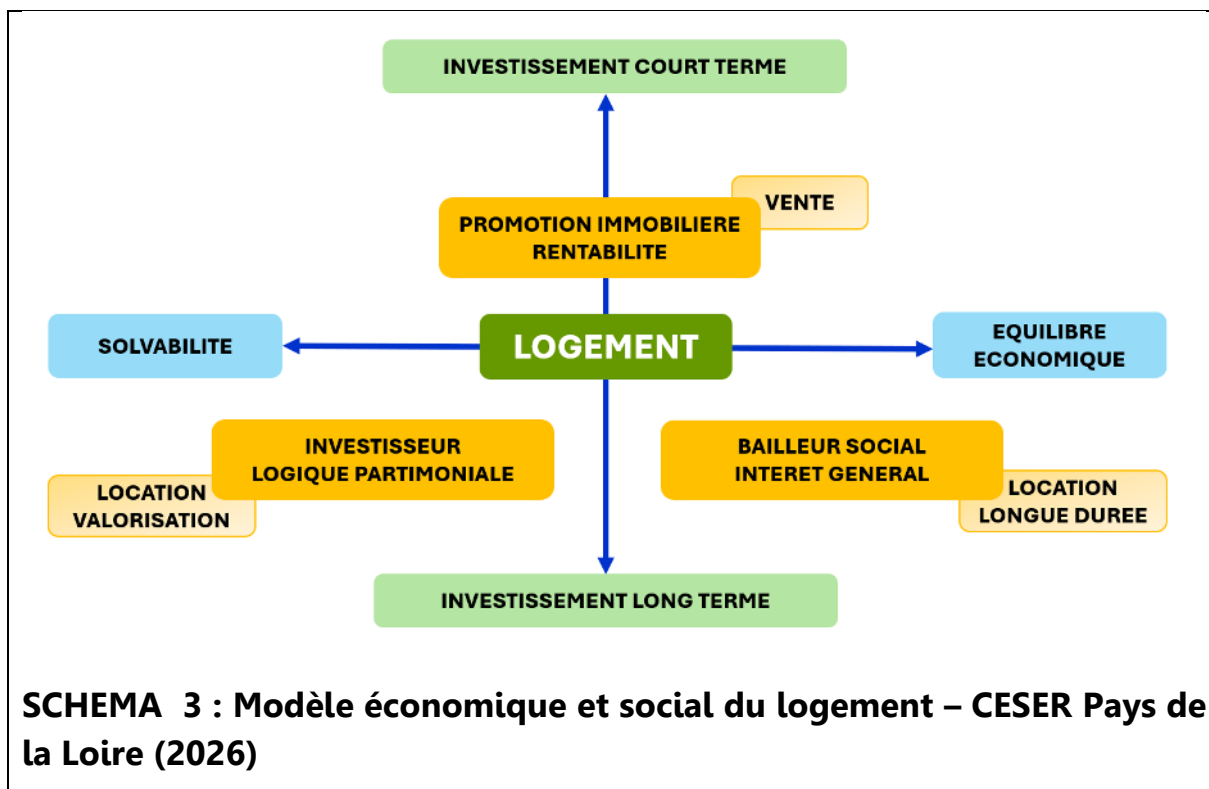 INVESTISSEMENT COURT TERME
VENTE
PROMOTION IMMOBILIERE
RENTABILITE
SOLVABILITE
LOGEMENT
EQUILIBRE
ECONOMIQUE
INVESTISSEUR
LOGIQUE PARTIMONIALE
LOCATION
VALORISATION
BAILLEUR SOCIAL
INTERET GENERAL
LOCATION
LONGUE DUREE
INVESTISSEMENT LONG TERME
SCHEMA 3 : Modèle économique et social du logement – CESER Pays de
la Loire (2026)